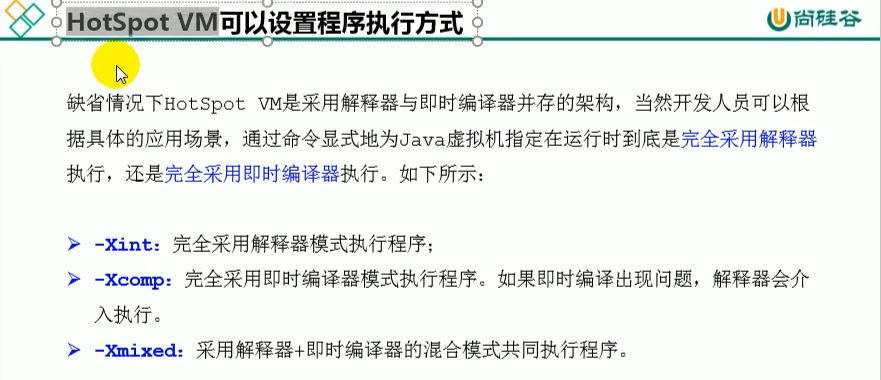 HotSpot VM可以设置程序执行方式
尚硅谷
缺省情况下HotSpot VM是采用解释器与即时编译器并存的架构，当然开发人员可以根
据具体的应用场景，通过命令显式地为Java虚拟机指定在运行时到底是完全采用解释器
执行，还是完全采用即时编译器执行。如下所示：
-Xint：完全采用解释器模式执行程序；
-Xcomp：完全采用即时编译器模式执行程序。如果即时编译出现问题，解释器会介
入执行。
-Xmixed：采用解释器+即时编译器的混合模式共同执行程序。